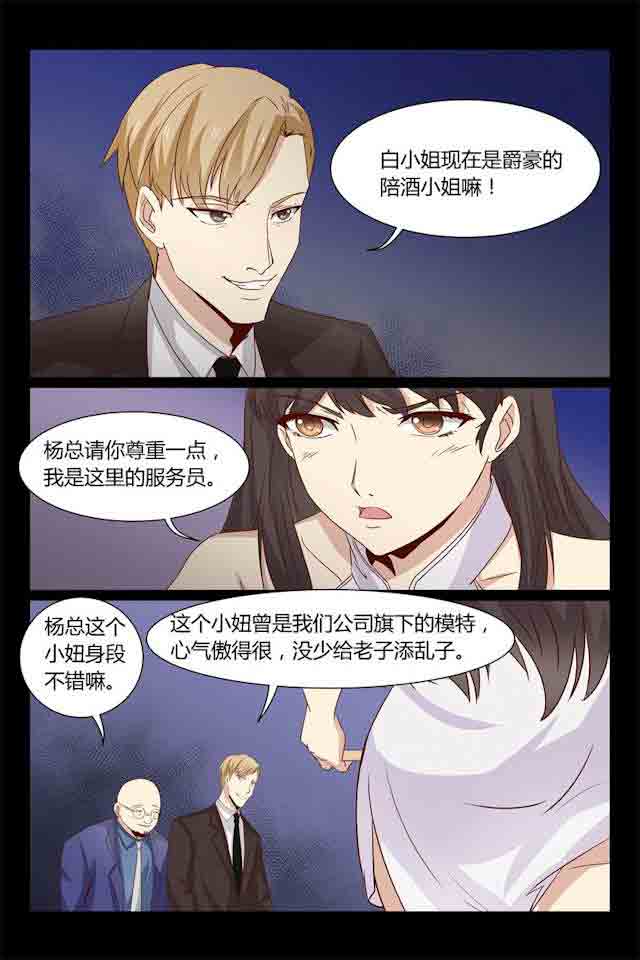 白小姐现在是爵豪的
陪酒小姐嘛！
杨总请你尊重一点，
我是这里的服务员。
杨总这个
小妞身段
不错嘛。
这个小妞曾是我们公司旗下的模特，
心气傲得很，没少给老子添乱子。